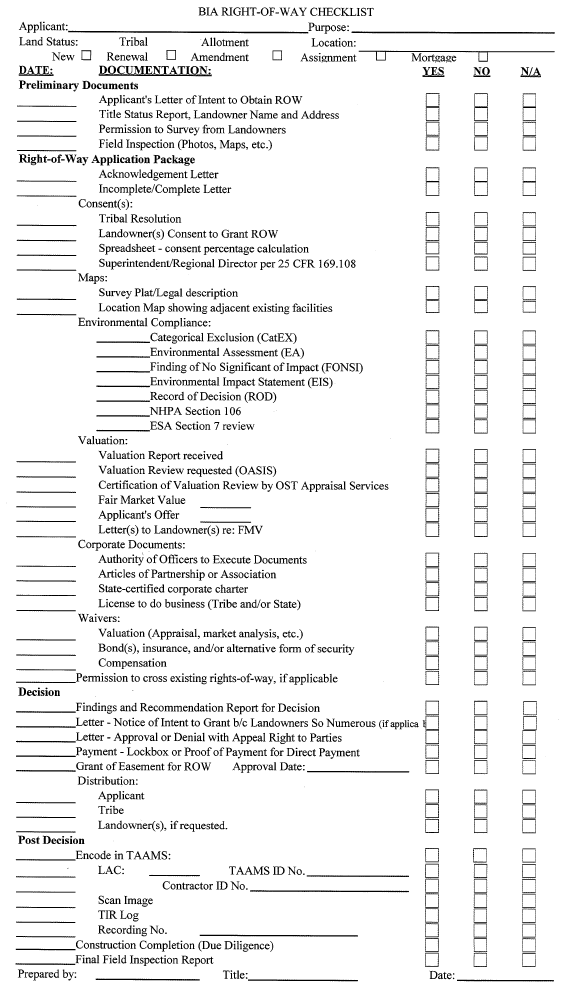 BIA RIGHT-OF-WAY CHECKLIST
Applicant: Purpose:
Land Status: Tribal Allotment Location:
New Renewal Amendment Assignment Mortgage
DATE: DOCUMENTATION: YES NO N/A
Preliminary Documents
Applicant's Letter of Intent to Obtain ROW
Title Status Report, Landowner Name and Address
Permission to Survey from Landowners
Field Inspection (Photos, Maps, etc.)
Right-of-Way Application Package
Acknowledgement Letter
Incomplete/Complete Letter
Consent(s):
Tribal Resolution
Landowner(s) Consent to Grant ROW
Spreadsheet - consent percentage calculation
Superintendent/Regional Director per 25 CFR 169.108
Maps:
Survey Plat/Legal description
Location Map showing adjacent existing facilities
Environmental Compliance:
Categorical Exclusion (CatEX)
Environmental Assessment (EA)
Finding of No Significant of Impact (FONSI)
Environmental Impact Statement (EIS)
Record of Decision (ROD)
NHPA Section 106
ESA Section 7 review
Valuation:
Valuation Report received
Valuation Review requested (OASIS)
Certification of Valuation Review by OST Appraisal Services
Fair Market Value
Applicant's Offer
Letter(s) to Landowner(s) re: FMV
Corporate Documents:
Authority of Officers to Execute Documents
Articles of Partnership or Association
State-certified corporate charter
License to do business (Tribe and/or State)
Waivers:
Valuation (Appraisal, market analysis, etc.)
Bond(s), insurance, and/or alternative form of security
Compensation
Permission to cross existing rights-of-way, if applicable
Decision
Findings and Recommendation Report for Decision
Letter - Notice of Intent to Grant b/c Landowners So Numerous (if applica
Letter - Approval or Denial with Appeal Right to Parties
Payment - Lockbox or Proof of Payment for Direct Payment
Grant of Easement for ROW Approval Date:
Distribution:
Applicant
Tribe
Landowner(s), if requested.
Post Decision
Encode in TAAMS:
LAC: TAAMS ID No.
Contractor ID No.
Scan Image
TIR Log
Recording No.
Construction Completion (Due Diligence)
Final Field Inspection Report
Prepared by: Title: Date: